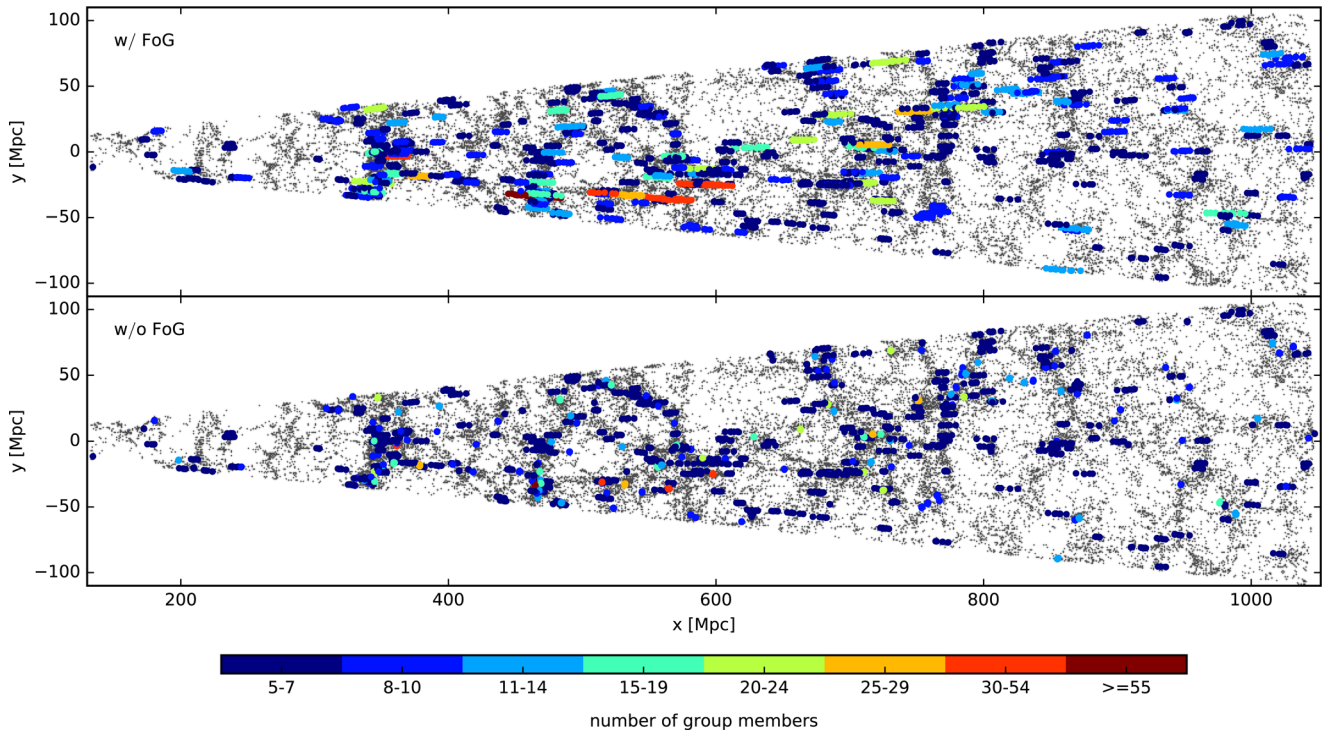 w/ FoG
y [Mpc]
100
50
0
−50
−100
w/o FoG
y [Mpc]
100
50
0
−50
−100
200 400 600 800 1000
x [Mpc]
5-7 8-10 11-14 15-19 20-24 25-29 30-54 >=55
number of group members